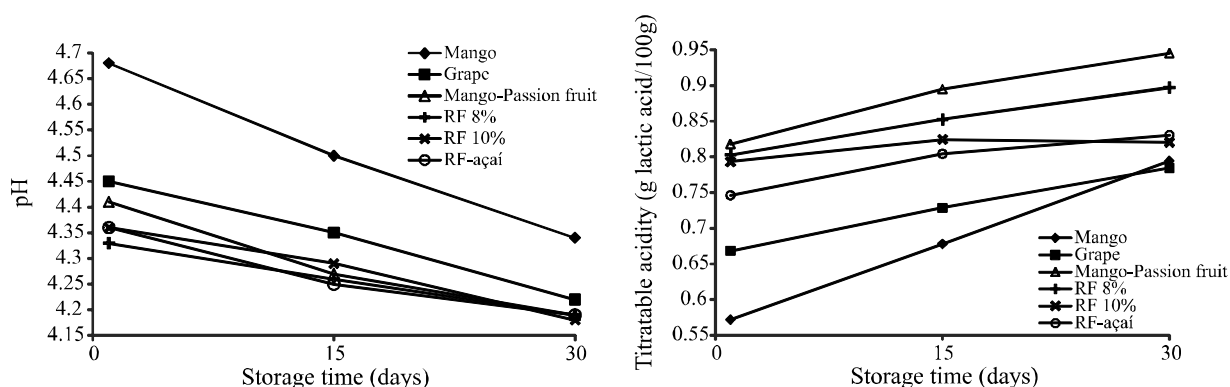 pH
4.7
4.65
4.6
4.55
4.5
4.45
4.4
4.35
4.3
4.25
4.2
4.15
0
15
30
Storage time (days)
Mango
Grape
Mango-Passion fruit
RF 8%
RF 10%
RF-açaí
Titratatable acidity (g lactic acid/100g)
0.95
0.9
0.85
0.8
0.75
0.7
0.65
0.6
0.55
0
15
30
Storage time (days)
Mango
Grape
Mango-Passion fruit
RF 8%
RF 10%
RF-açaí